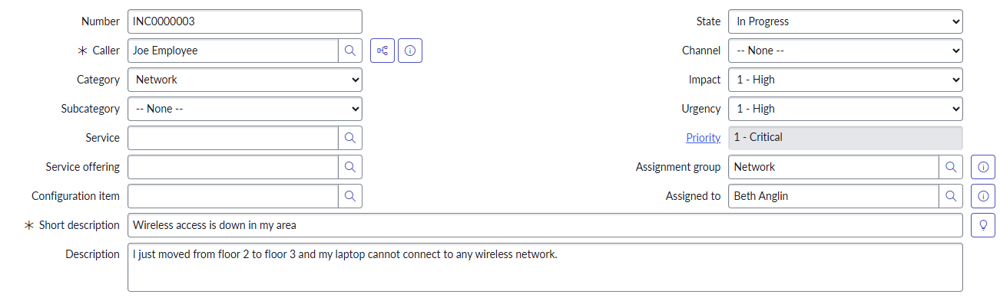 Number INC0000003 State In Progress
✳ Caller Joe Employee Channel -- None --
Category Network Impact 1 - High
Subcategory -- None -- Urgency 1 - High
Service Priority 1 - Critical
Service offering Assignment group Network
Configuration item Assigned to Beth Anglin
✳ Short description Wireless access is down in my area
Description I just moved from floor 2 to floor 3 and my laptop cannot connect to any wireless network.